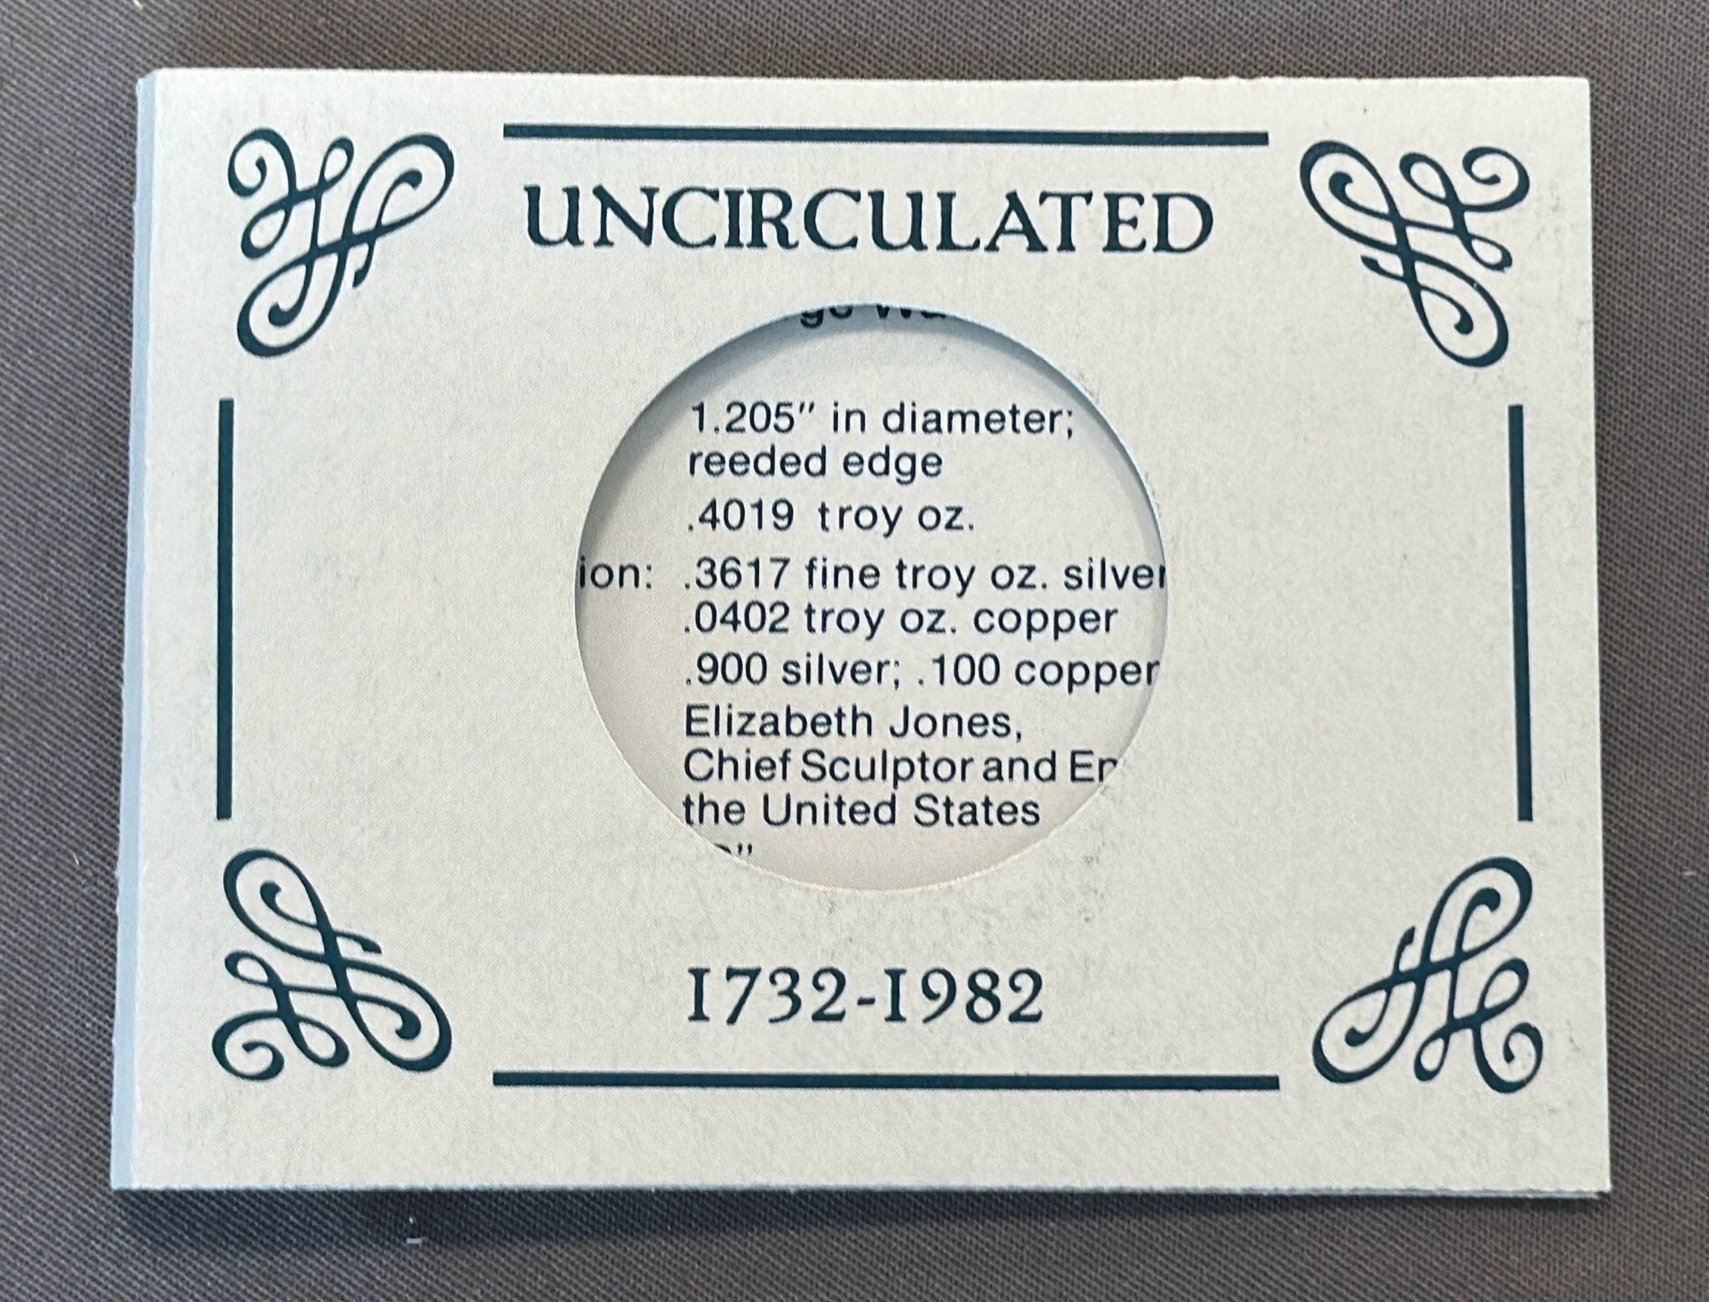 UNCIRCULATED
1.205" in diameter;
reeded edge
.4019 troy oz.
ion: .3617 fine troy oz. silver
.0402 troy oz. copper
.900 silver; .100 copper
Elizabeth Jones,
Chief Sculptor and En
the United States
1732-1982